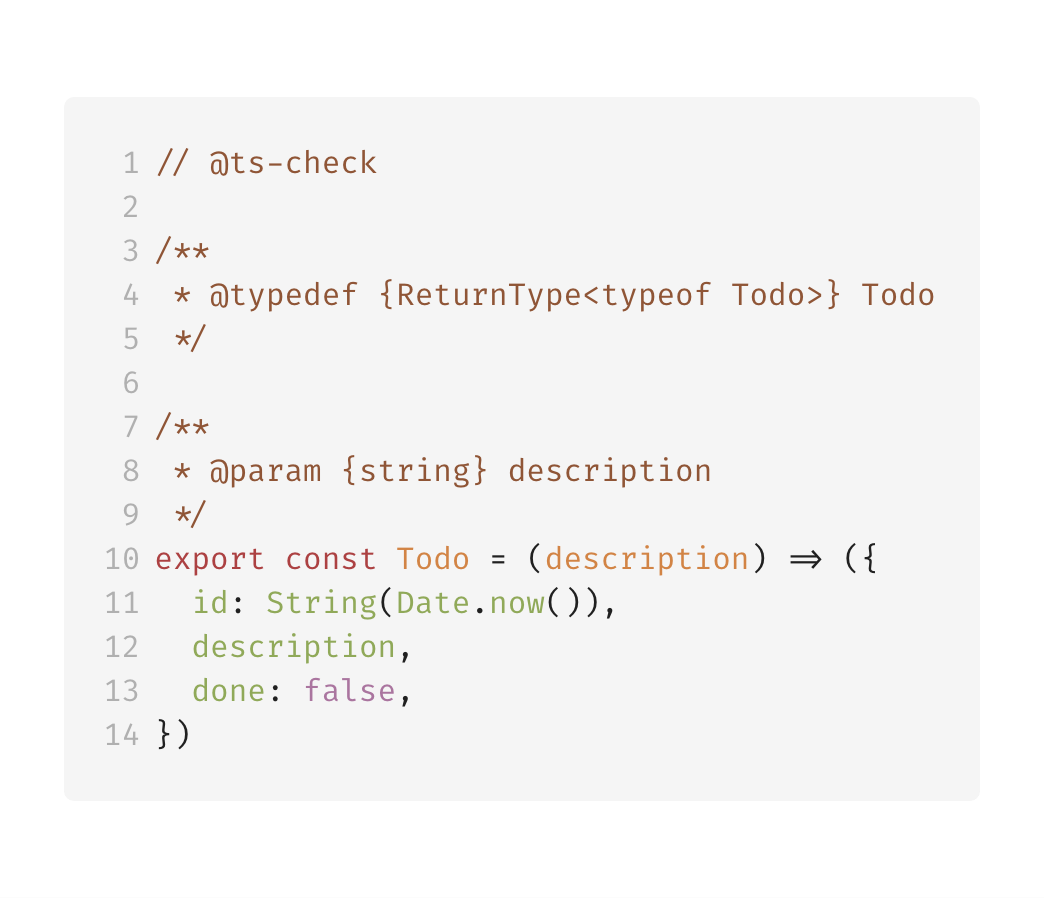 1 // @ts-check
2
3 /**
4  * @typedef {ReturnType<typeof Todo>} Todo
5  */
6
7 /**
8  * @param {string} description
9  */
10 export const Todo = (description) => ({
11   id: String(Date.now()),
12   description,
13   done: false,
14 })